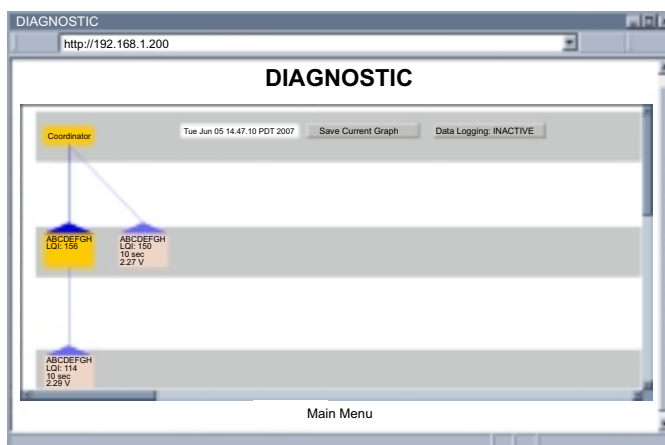 DIAGNOSTIC
http://192.168.1.200
DIAGNOSTIC
Coordinator
Tue Jun 05 14.47.10 PDT 2007
Save Current Graph
Data Logging: INACTIVE
ABCDEFGH
LQI: 156
ABCDEFGH
LQI: 150
10 sec
2.27 V
ABCDEFGH
LQI: 114
10 sec
2.29 V
Main Menu